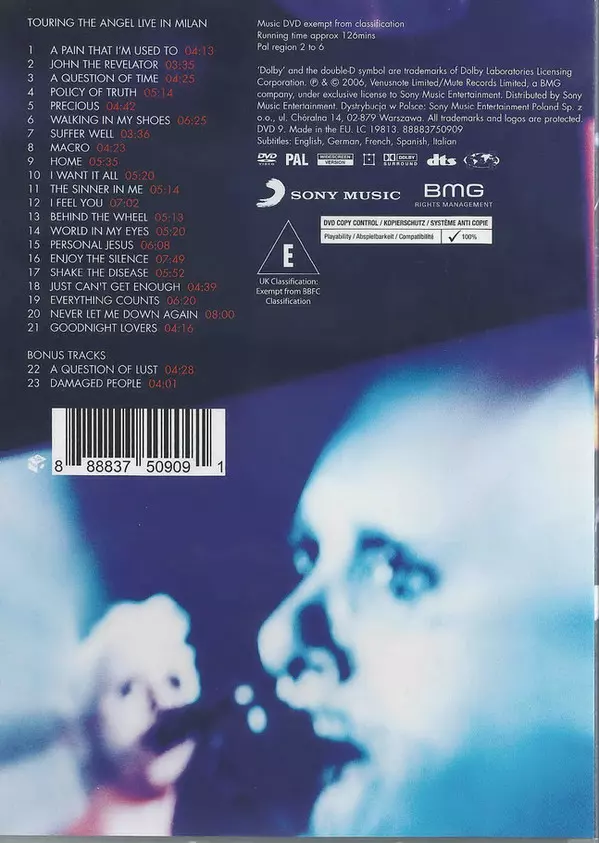 TOURING THE ANGEL LIVE IN MILAN
1 A PAIN THAT I'M USED TO 04:13
2 JOHN THE REVELATOR 03:35
3 A QUESTION OF TIME 04:25
4 POLICY OF TRUTH 05:14
5 PRECIOUS 04:42
6 WALKING IN MY SHOES 06:25
7 SUFFER WELL 03:36
8 MACRO 04:23
9 HOME 05:35
10 I WANT IT ALL 05:20
11 THE SINNER IN ME 05:14
12 I FEEL YOU 07:02
13 BEHIND THE WHEEL 05:13
14 WORLD IN MY EYES 05:20
15 PERSONAL JESUS 06:08
16 ENJOY THE SILENCE 07:49
17 SHAKE THE DISEASE 05:52
18 JUST CAN'T GET ENOUGH 04:39
19 EVERYTHING COUNTS 06:20
20 NEVER LET ME DOWN AGAIN 08:00
21 GOODNIGHT LOVERS 04:16
BONUS TRACKS
22 A QUESTION OF LUST 04:28
23 DAMAGED PEOPLE 04:01
8 88837 50909 1
Music DVD exempt from classification
Running time approx 126mins
Pal region 2 to 6
'Dolby' and the double-D symbol are trademarks of Dolby Laboratories Licensing
Corporation. ℗ & © 2006, Venusnote Limited/Mute Records Limited, a BMG
company, under exclusive license to Sony Music Entertainment. Distributed by Sony
Music Entertainment. Dystrybucja w Polsce: Sony Music Entertainment Poland Sp. z
o.o., ul. Chóralna 14, 02-879 Warszawa. All trademarks and logos are protected.
DVD 9. Made in the EU. LC 19813. 88883750909
Subtitles: English, German, French, Spanish, Italian
DVD VIDEO PAL WIDESCREEN VERSION DOLBY SURROUND dts
SONY MUSIC BMG
RIGHTS MANAGEMENT
DVD COPY CONTROL / KOPIERSCHUTZ / SYSTÈME ANTI COPIE
Playability / Abspielbarkeit / Compatibilité ✓ 100%
E
UK Classification:
Exempt from BBFC
Classification